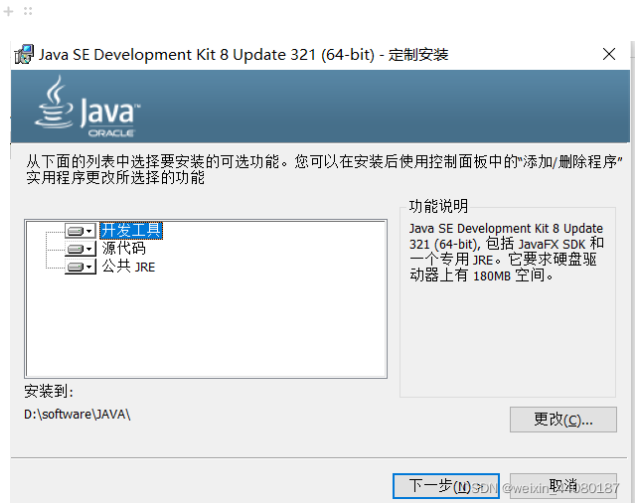 Java SE Development Kit 8 Update 321 (64-bit) - 定制安装
Java™
ORACLE
从下面的列表中选择要安装的可选功能。您可以在安装后使用控制面板中的“添加/删除程序”
实用程序更改所选择的功能
开发工具
源代码
公共 JRE
功能说明
Java SE Development Kit 8 Update
321 (64-bit), 包括 JavaFX SDK 和
一个专用 JRE。它要求硬盘驱
动器上有 180MB 空间。
安装到:
D:\software\JAVA\
更改(C)...
下一步(N) >
取消